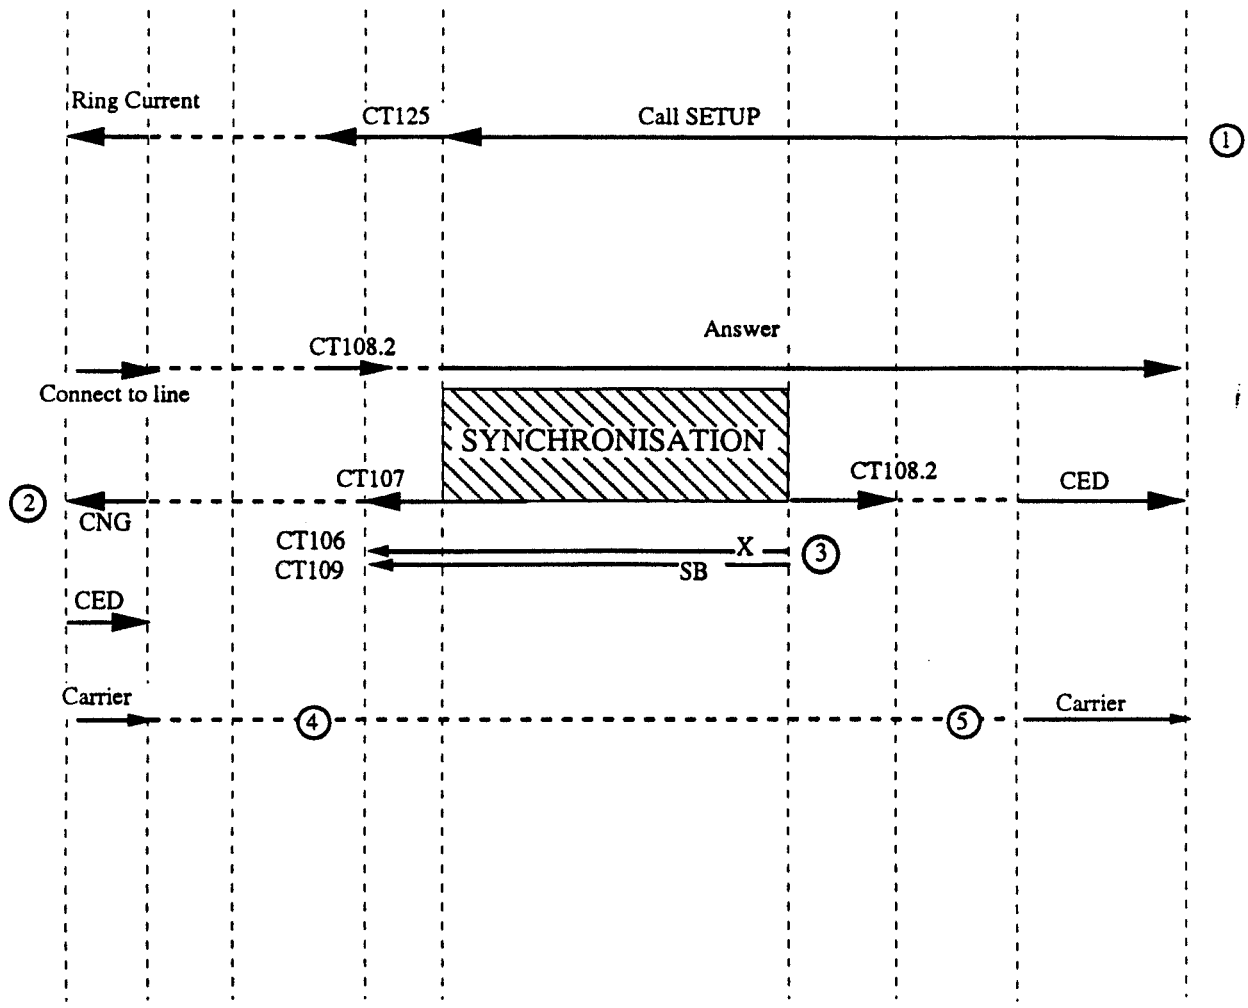 Ring Current
CT125
Call SETUP
1
Answer
CT108.2
Connect to line
SYNCHRONISATION
CT107
CT108.2
CED
2
CNG
CT106
X
3
CT109
SB
CED
Carrier
4
5
Carrier